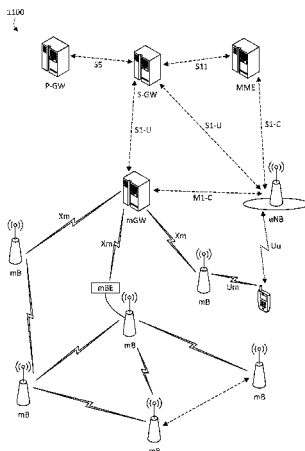 1100
P-GW
S5
S-GW
S11
MME
S1-U
S1-U
S1-C
mGW
M1-C
eNB
Xm
Xm
Xm
Uu
mB
mBE
mB
Um
mB
mB
mB
mB